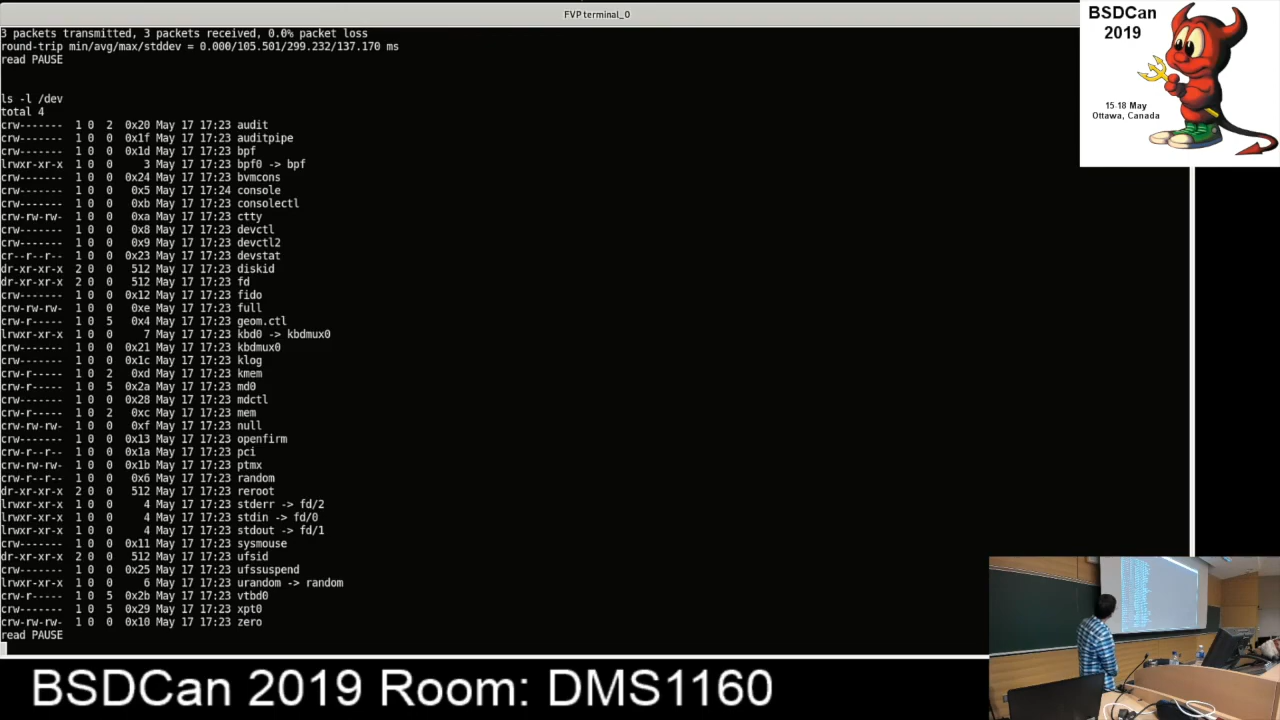 FVP terminal_0
3 packets transmitted, 3 packets received, 0.0% packet loss
round-trip min/avg/max/stddev = 0.000/105.501/299.232/137.170 ms
read PAUSE
ls -l /dev
total 4
crw------- 1 0 2 0x20 May 17 17:23 audit
crw------- 1 0 0 0x1f May 17 17:23 auditpipe
crw------- 1 0 0 0x1d May 17 17:23 bpf
lrwxr-xr-x 1 0 0 3 May 17 17:23 bpf0 -> bpf
crw------- 1 0 0 0x24 May 17 17:23 bvmcons
crw------- 1 0 0 0x5 May 17 17:24 console
crw------- 1 0 0 0xb May 17 17:23 consolectl
crw-rw-rw- 1 0 0 0xa May 17 17:23 ctty
crw------- 1 0 0 0x8 May 17 17:23 devctl
crw------- 1 0 0 0x9 May 17 17:23 devctl2
cr--r--r-- 1 0 0 0x23 May 17 17:23 devstat
dr-xr-xr-x 2 0 0 512 May 17 17:23 diskid
dr-xr-xr-x 2 0 0 512 May 17 17:23 fd
crw------- 1 0 0 0x12 May 17 17:23 fido
crw-rw-rw- 1 0 0 0xe May 17 17:23 full
crw-r----- 1 0 5 0x4 May 17 17:23 geom.ctl
lrwxr-xr-x 1 0 0 7 May 17 17:23 kbd0 -> kbdmux0
crw------- 1 0 0 0x21 May 17 17:23 kbdmux0
crw------- 1 0 0 0x1c May 17 17:23 klog
crw-r----- 1 0 2 0xd May 17 17:23 kmem
crw-r----- 1 0 5 0x2a May 17 17:23 md0
crw------- 1 0 0 0x28 May 17 17:23 mdctl
crw-r----- 1 0 2 0xc May 17 17:23 mem
crw-rw-rw- 1 0 0 0xf May 17 17:23 null
crw------- 1 0 0 0x13 May 17 17:23 openfirm
crw-r--r-- 1 0 0 0x1a May 17 17:23 pci
crw-rw-rw- 1 0 0 0x1b May 17 17:23 ptmx
crw-r--r-- 1 0 0 0x6 May 17 17:23 random
dr-xr-xr-x 2 0 0 512 May 17 17:23 reroot
lrwxr-xr-x 1 0 0 4 May 17 17:23 stderr -> fd/2
lrwxr-xr-x 1 0 0 4 May 17 17:23 stdin -> fd/0
lrwxr-xr-x 1 0 0 4 May 17 17:23 stdout -> fd/1
crw------- 1 0 0 0x11 May 17 17:23 sysmouse
dr-xr-xr-x 2 0 0 512 May 17 17:23 ufsid
crw------- 1 0 0 0x25 May 17 17:23 ufssuspend
lrwxr-xr-x 1 0 0 6 May 17 17:23 urandom -> random
crw-r----- 1 0 5 0x2b May 17 17:23 vtbd0
crw------- 1 0 5 0x29 May 17 17:23 xpt0
crw-rw-rw- 1 0 0 0x10 May 17 17:23 zero
read PAUSE
BSDCan
2019
15-18 May
Ottawa, Canada
BSDCan 2019 Room: DMS1160